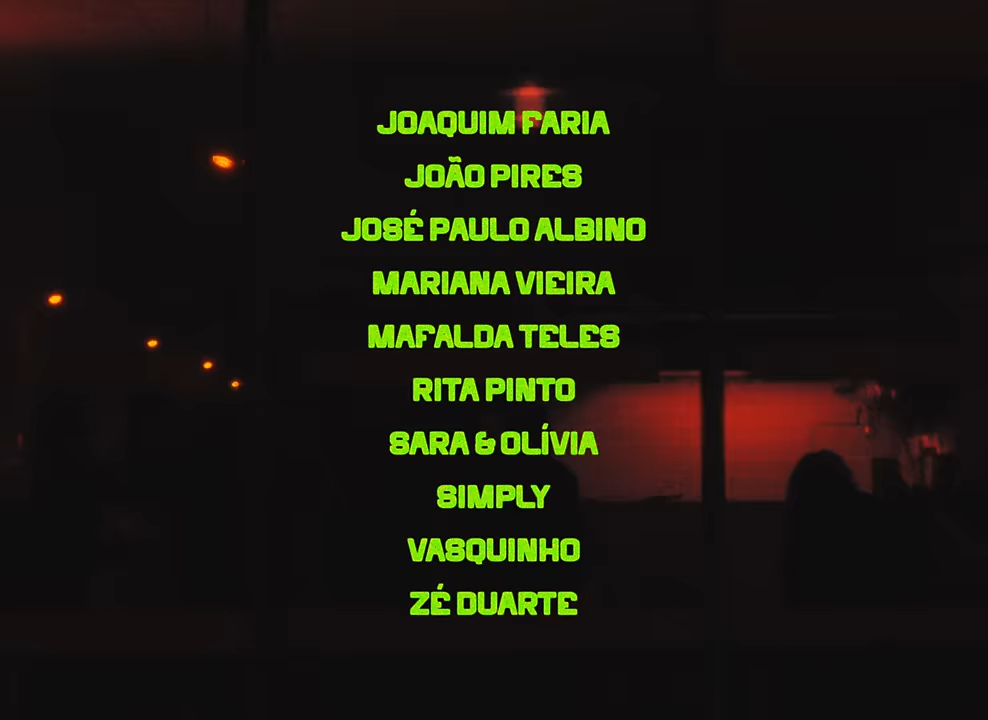 JOAQUIM FARIA
JOÃO PIRES
JOSÉ PAULO ALBINO
MARIANA VIEIRA
MAFALDA TELES
RITA PINTO
SARA & OLÍVIA
SIMPLY
VASQUINHO
ZÉ DUARTE